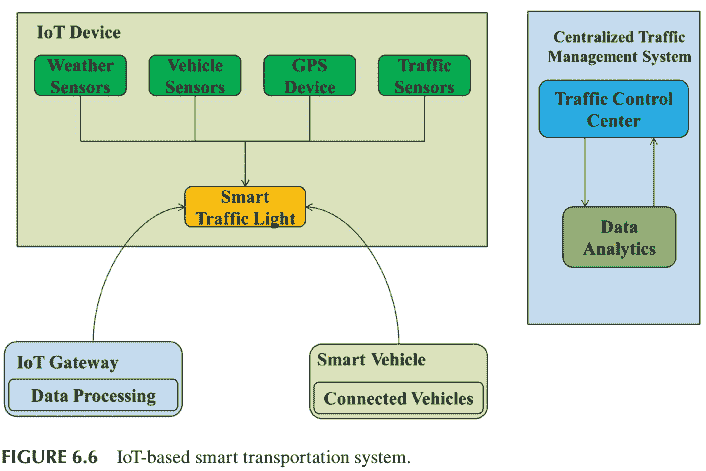 IoT Device
Weather
Sensors
Vehicle
Sensors
GPS
Device
Traffic
Sensors
Smart
Traffic Light
Centralized Traffic
Management System
Traffic Control
Center
Data
Analytics
IoT Gateway
Data Processing
Smart Vehicle
Connected Vehicles
FIGURE 6.6 IoT-based smart transportation system.